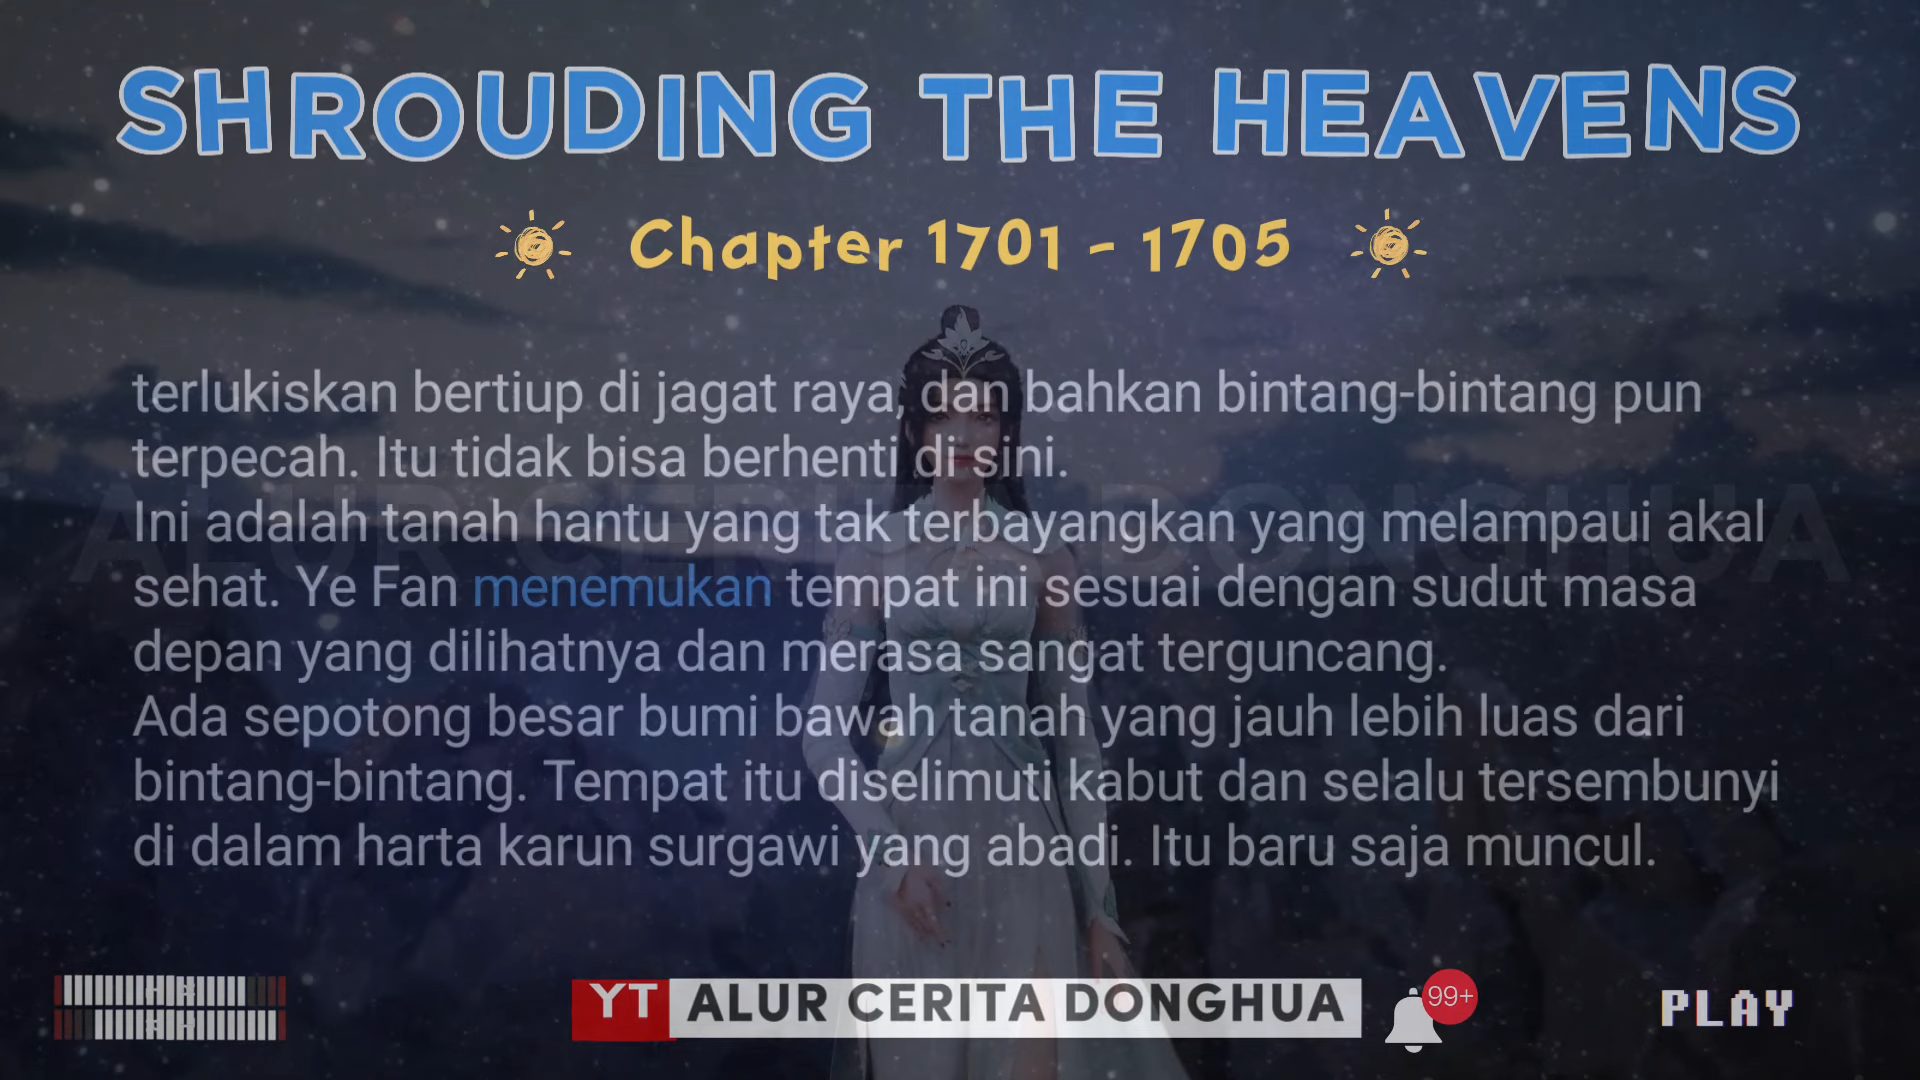 SHROUDING THE HEAVENS
Chapter 1701 - 1705
terlukiskan bertiup di jagat raya, dan bahkan bintang-bintang pun
terpecah. Itu tidak bisa berhenti di sini.
ALUR CERITA DONGHUA
Ini adalah tanah hantu yang tak terbayangkan yang melampaui akal
sehat. Ye Fan menemukan tempat ini sesuai dengan sudut masa
depan yang dilihatnya dan merasa sangat terguncang.
Ada sepotong besar bumi bawah tanah yang jauh lebih luas dari
bintang-bintang. Tempat itu diselimuti kabut dan selalu tersembunyi
di dalam harta karun surgawi yang abadi. Itu baru saja muncul.
YT ALUR CERITA DONGHUA
99+
PLAY